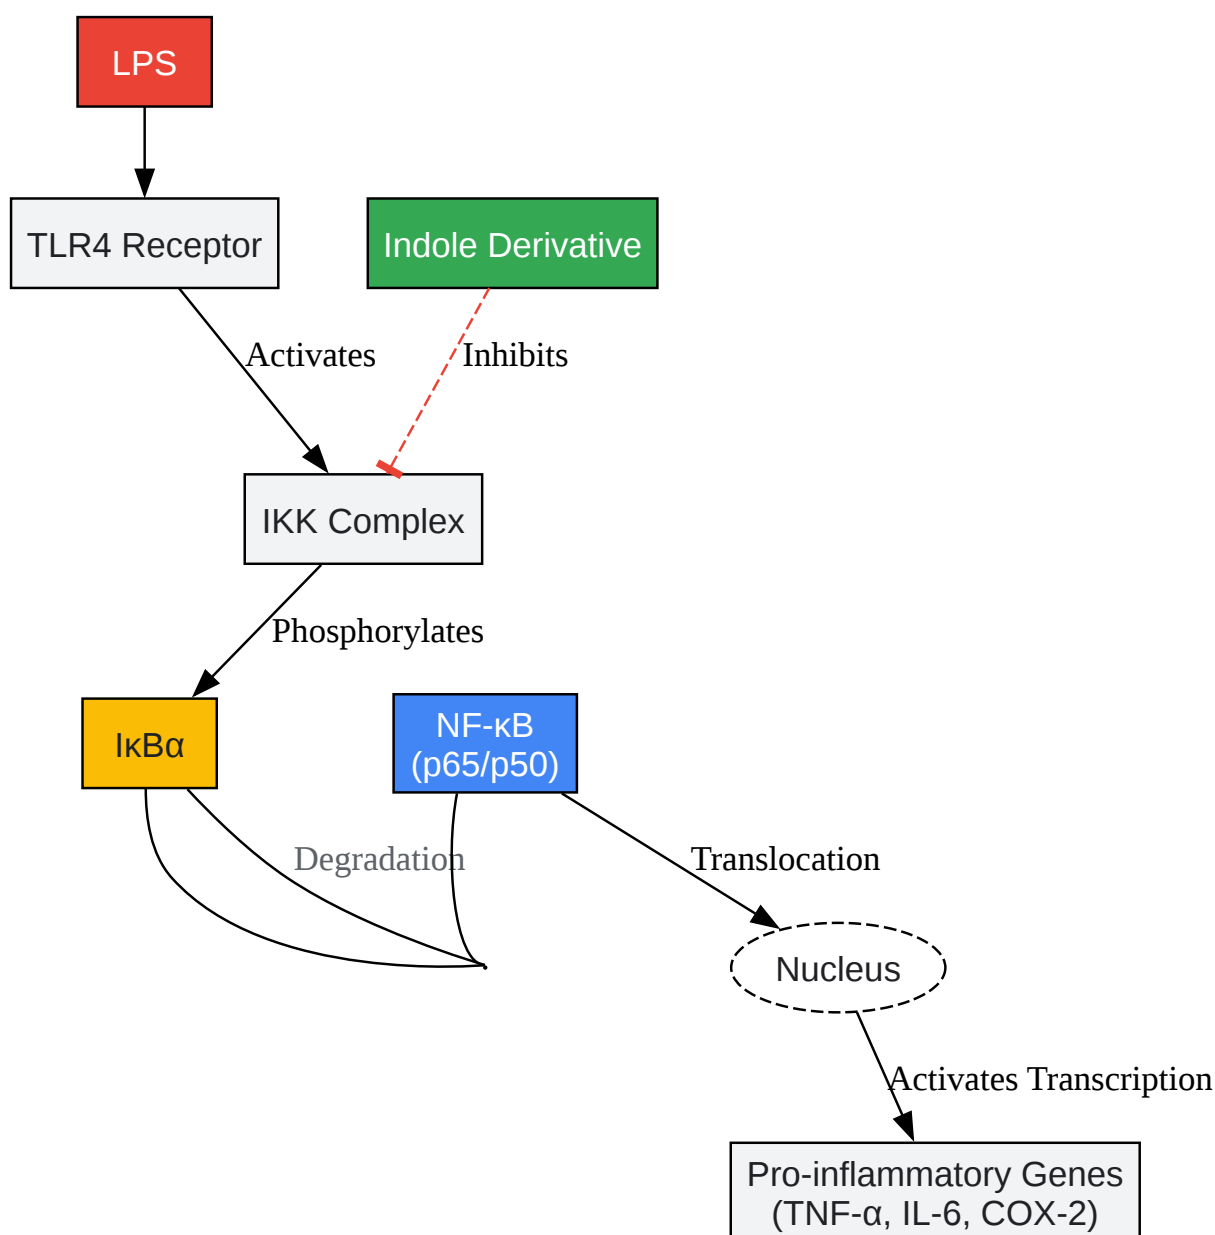 LPS
TLR4 Receptor
Indole Derivative
Activates
Inhibits
IKK Complex
Phosphorylates
IκBα
NF-κB
(p65/p50)
Degradation
Translocation
Nucleus
Activates Transcription
Pro-inflammatory Genes
(TNF-α, IL-6, COX-2)